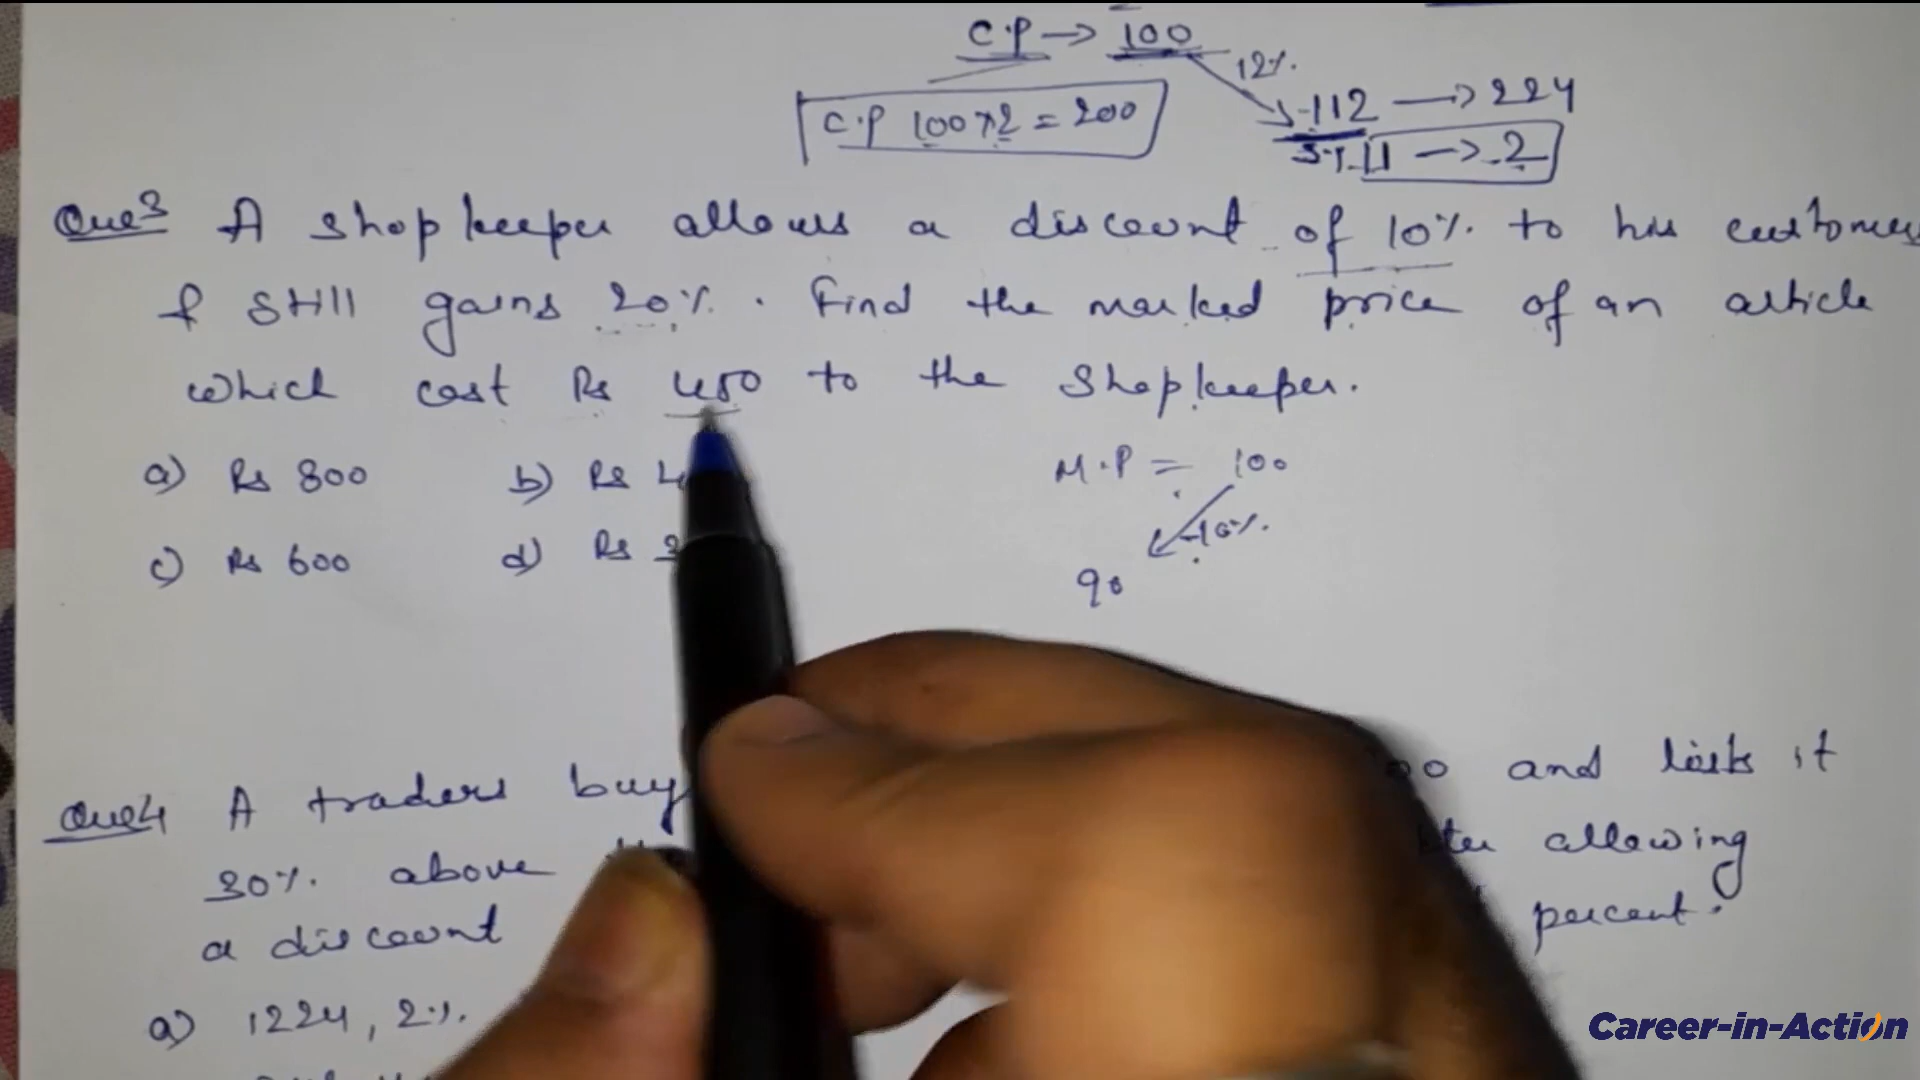 C.P → 100
12%.
C.P 100×2 = 200
112 → 224
11 → 2
Que3 A shopkeeper allows a discount of 10%. to his customers
& still gains 20%. Find the marked price of an article
which cost Rs 450 to the shopkeeper.
a) Rs 800 b) Rs
M.P = 100
-10%.
c) Rs 600 d) Rs
90
Que4 A traders buy and lists it
30%. above allowing
a discount percent.
a) 1224, 2%.
Career-in-Action